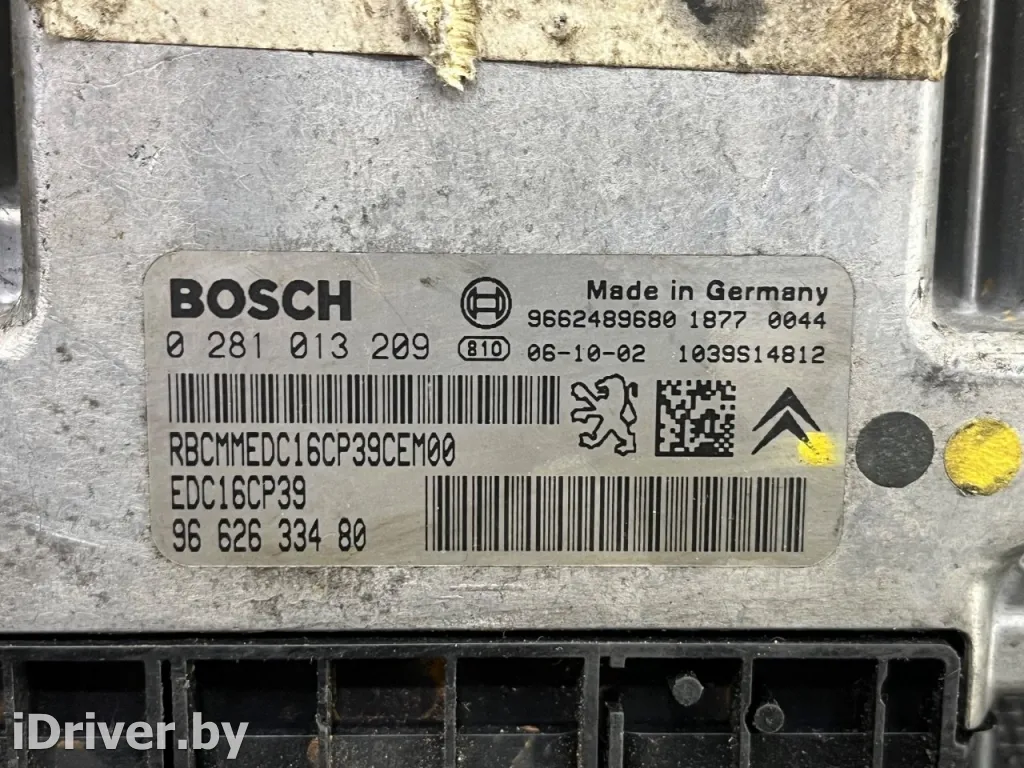 BOSCH
Made in Germany
9662489680 1877 0044
0 281 013 209
810 06-10-02 1039S14812
RBCMMEDC16CP39CEM00
EDC16CP39
96 626 334 80
iDriver.by